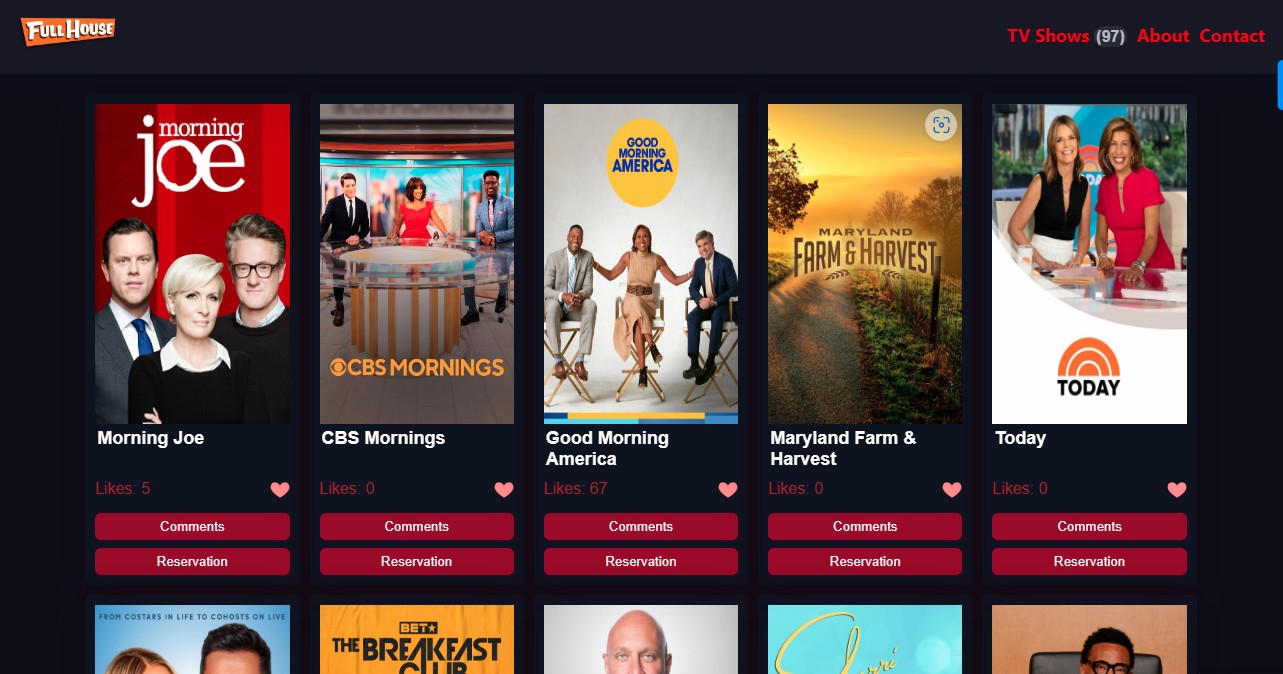 FULL HOUSE
TV Shows (97) About Contact
morning
joe
CBS MORNINGS
GOOD
MORNING
AMERICA
MARYLAND
FARM & HARVEST
TODAY
Morning Joe
CBS Mornings
Good Morning
America
Maryland Farm &
Harvest
Today
Likes: 5
Likes: 0
Likes: 67
Likes: 0
Likes: 0
Comments
Comments
Comments
Comments
Comments
Reservation
Reservation
Reservation
Reservation
Reservation
FROM COSTARS IN LIFE TO COHOSTS ON LIVE
BET★
THE BREAKFAST
CLUB
Sherri